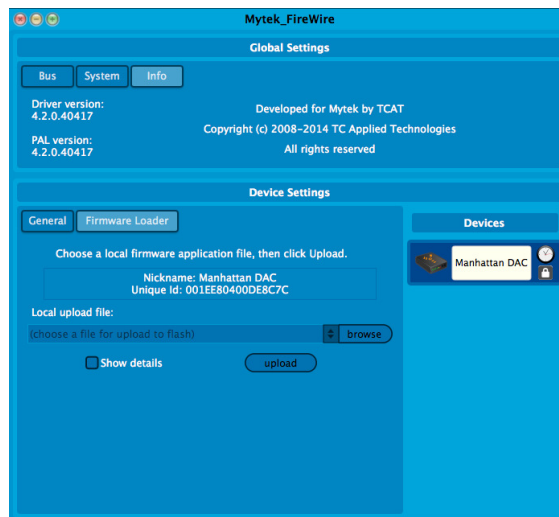 Mytek_FireWire
Global Settings
Bus System Info
Driver version:
4.2.0.40417
PAL version:
4.2.0.40417
Developed for Mytek by TCAT
Copyright (c) 2008-2014 TC Applied Technologies
All rights reserved
Device Settings
General Firmware Loader
Choose a local firmware application file, then click Upload.
Nickname: Manhattan DAC
Unique Id: 001EE80400DE8C7C
Local upload file:
(choose a file for upload to flash) browse
Show details upload
Devices
Manhattan DAC